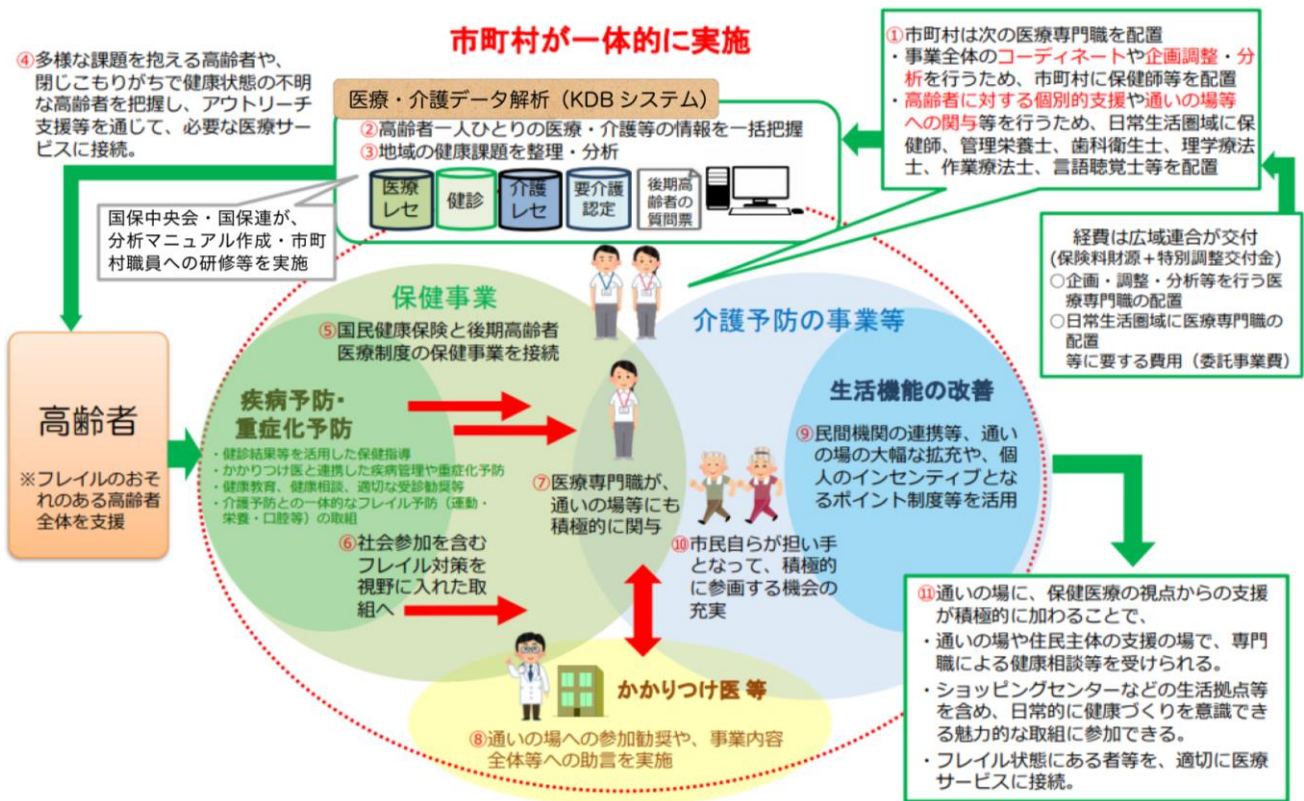 市町村が一体的に実施
④多様な課題を抱える高齢者や、
閉じこもりがちで健康状態の不明
な高齢者を把握し、アウトリーチ
支援等を通じて、必要な医療サー
ビスに接続。
医療・介護データ解析（KDB システム）
②高齢者一人ひとりの医療・介護等の情報を一括把握
③地域の健康課題を整理・分析
医療
レセ
健診
介護
レセ
要介護
認定
後期高
齢者の
質問票
①市町村は次の医療専門職を配置
・事業全体のコーディネートや企画調整・分
析を行うため、市町村に保健師等を配置
・高齢者に対する個別的支援や通いの場等
への関与等を行うため、日常生活圏域に保
健師、管理栄養士、歯科衛生士、理学療法
士、作業療法士、言語聴覚士等を配置
国保中央会・国保連が、
分析マニュアル作成・市町
村職員への研修等を実施
経費は広域連合が交付
(保険料財源＋特別調整交付金)
○企画・調整・分析等を行う医
療専門職の配置
○日常生活圏域に医療専門職の
配置
等に要する費用（委託事業費）
高齢者
※フレイルのおそ
れのある高齢者
全体を支援
保健事業
⑤国民健康保険と後期高齢者
医療制度の保健事業を接続
疾病予防・
重症化予防
・健診結果等を活用した保健指導
・かかりつけ医と連携した疾病管理や重症化予防
・健康教育、健康相談、適切な受診勧奨等
・介護予防との一体的なフレイル予防（運動・
栄養・口腔等）の取組
⑥社会参加を含む
フレイル対策を
視野に入れた取
組へ
⑦医療専門職が、
通いの場等にも
積極的に関与
介護予防の事業等
生活機能の改善
⑨民間機関の連携等、通い
の場の大幅な拡充や、個
人のインセンティブとな
るポイント制度等を活用
⑩市民自らが担い手
となって、積極的
に参画する機会の
充実
かかりつけ医 等
⑧通いの場への参加勧奨や、事業内容
全体等への助言を実施
⑪通いの場に、保健医療の視点からの支援
が積極的に加わることで、
・通いの場や住民主体の支援の場で、専門
職による健康相談等を受けられる。
・ショッピングセンターなどの生活拠点等
を含め、日常的に健康づくりを意識でき
る魅力的な取組に参加できる。
・フレイル状態にある者等を、適切に医療
サービスに接続。